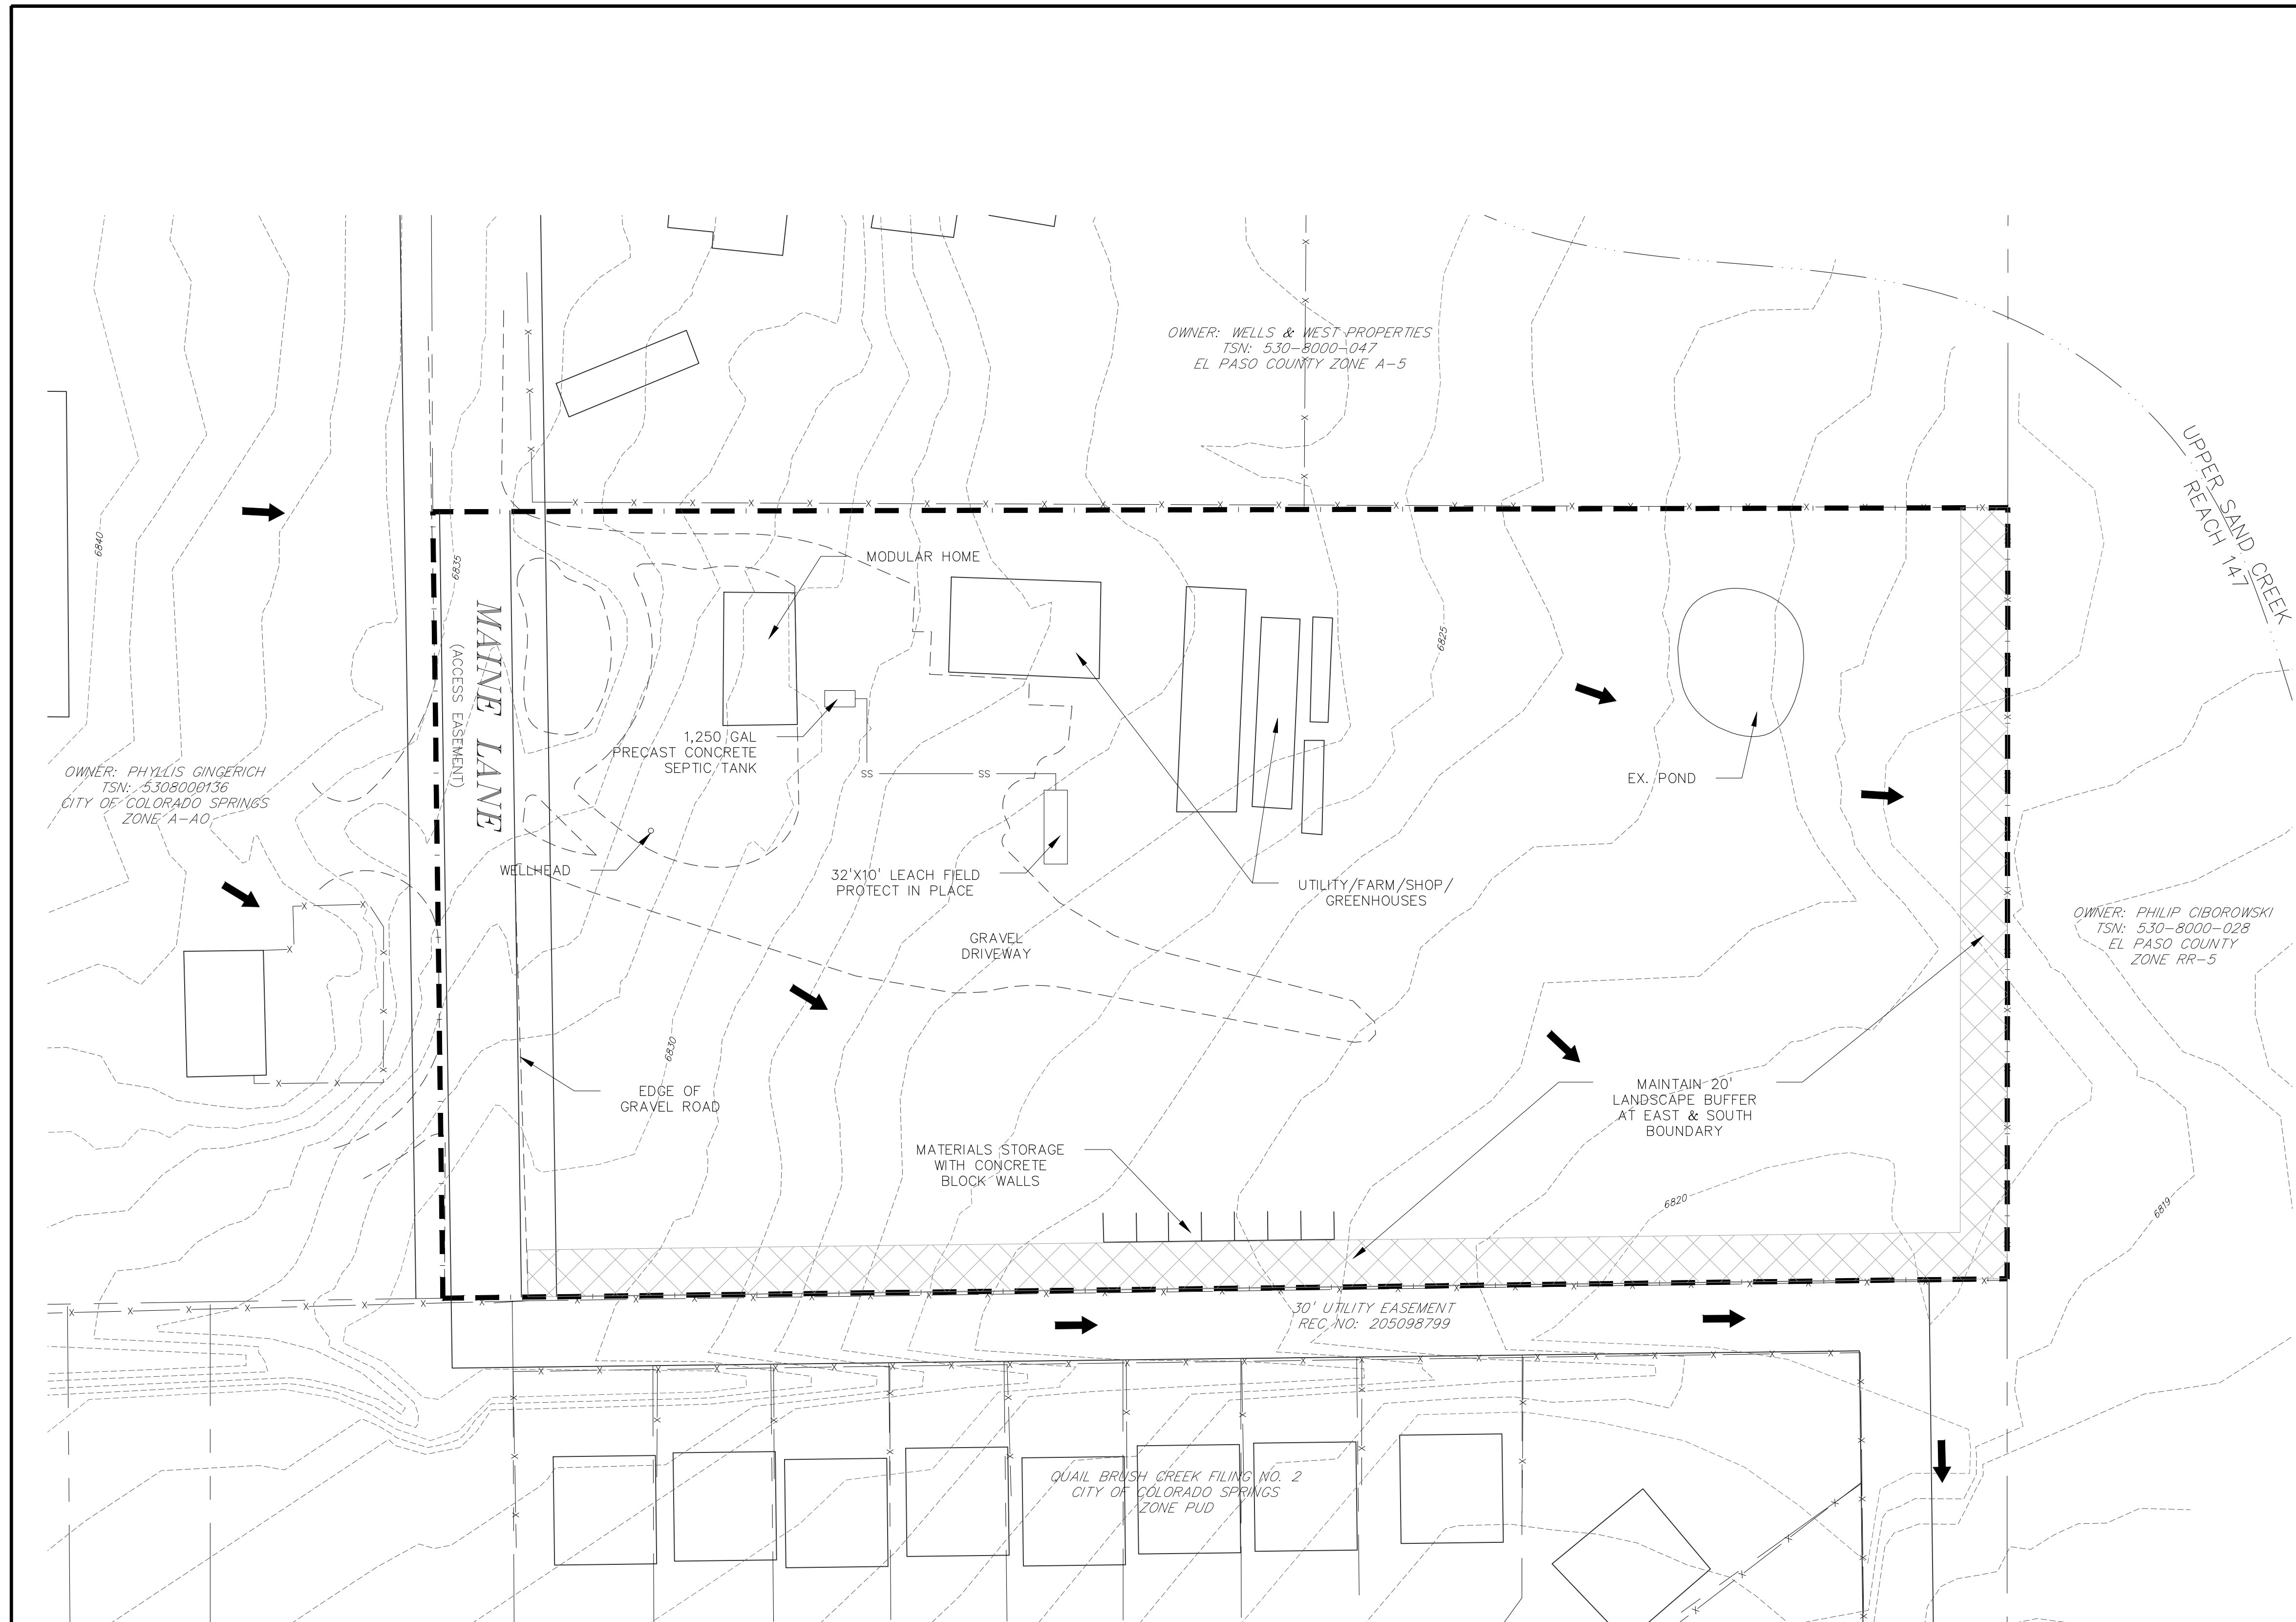 OWNER: WELLS & WEST PROPERTIES
TSN: 530-8000-047
EL PASO COUNTY ZONE A-5
UPPER SAND CREEK
REACH 147
6840
6835
MAINE LANE
(ACCESS EASEMENT)
MODULAR HOME
6825
1,250 GAL
PRECAST CONCRETE
SEPTIC TANK
SS
SS
EX. POND
OWNER: PHYLLIS GINGERICH
TSN: 5308000136
CITY OF COLORADO SPRINGS
ZONE A-AO
WELLHEAD
32'X10' LEACH FIELD
PROTECT IN PLACE
UTILITY/FARM/SHOP/
GREENHOUSES
OWNER: PHILIP CIBOROWSKI
TSN: 530-8000-028
EL PASO COUNTY
ZONE RR-5
GRAVEL
DRIVEWAY
6830
EDGE OF
GRAVEL ROAD
MAINTAIN 20'
LANDSCAPE BUFFER
AT EAST & SOUTH
BOUNDARY
MATERIALS STORAGE
WITH CONCRETE
BLOCK WALLS
6820
6819
30' UTILITY EASEMENT
REC NO: 205098799
QUAIL BRUSH CREEK FILING NO. 2
CITY OF COLORADO SPRINGS
ZONE PUD